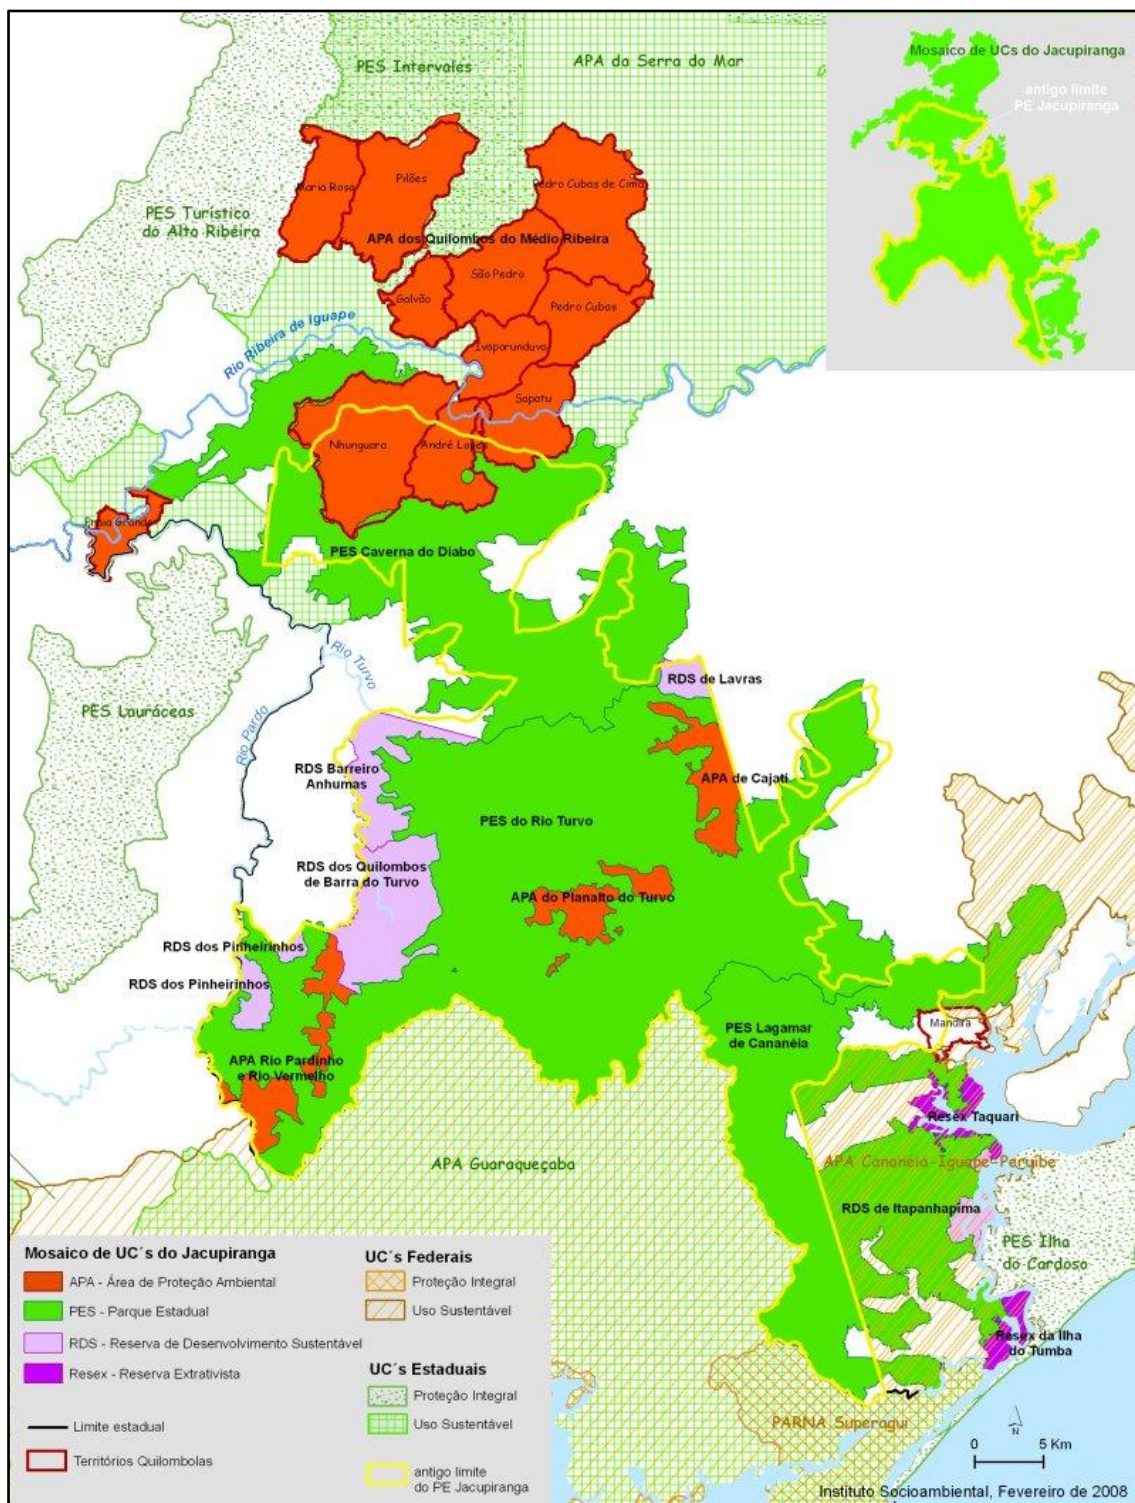 PES Intervales
APA da Serra do Mar
Mosaico de UCs do Jacupiranga
antigo limite
PE Jacupiranga
Maria Rosa
Pilões
Pedro Cubas de Cima
PES Turístico
do Alto Ribeira
APA dos Quilombos do Médio Ribeira
São Pedro
Galvão
Pedro Cubas
Rio Ribeira de Iguape
Ivaporunduva
Sapatu
Nhunguara
André Lopes
Praia Grande
PES Caverna do Diabo
Rio Turvo
RDS de Lavras
PES Lauráceas
Rio Pardo
RDS Barreiro
Anhumas
APA de Cajati
PES do Rio Turvo
RDS dos Quilombos
de Barra do Turvo
APA do Planalto do Turvo
RDS dos Pinheirinhos
RDS dos Pinheirinhos
PES Lagamar
de Cananéia
Mandira
APA Rio Pardinho
e Rio Vermelho
Resex Taquari
APA Guaraqueçaba
APA Cananéia-Iguape-Peruíbe
RDS de Itapanhapima
PES Ilha
do Cardoso
Resex da Ilha
do Tumba
PARNA Superagui
Mosaico de UC´s do Jacupiranga
APA - Área de Proteção Ambiental
PES - Parque Estadual
RDS - Reserva de Desenvolvimento Sustentável
Resex - Reserva Extrativista
Limite estadual
Territórios Quilombolas
UC´s Federais
Proteção Integral
Uso Sustentável
UC´s Estaduais
Proteção Integral
Uso Sustentável
antigo limite
do PE Jacupiranga
N
0 5 Km
Instituto Socioambiental, Fevereiro de 2008